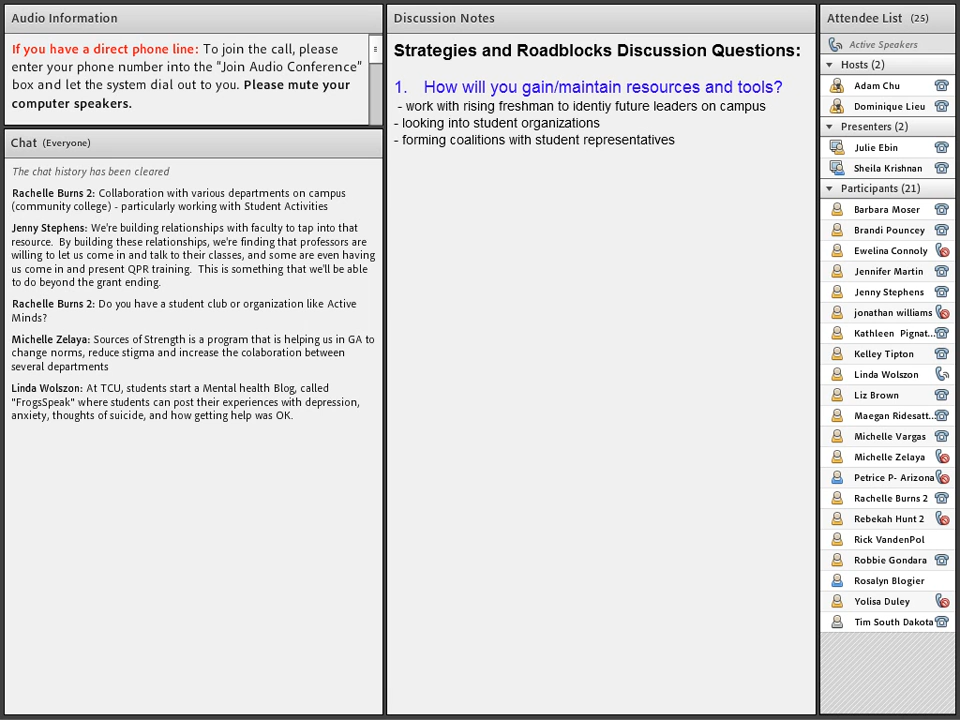 Audio Information
If you have a direct phone line: To join the call, please
enter your phone number into the "Join Audio Conference"
box and let the system dial out to you. Please mute your
computer speakers.
Chat (Everyone)
The chat history has been cleared
Rachelle Burns 2: Collaboration with various departments on campus
(community college) - particularly working with Student Activities
Jenny Stephens: We're building relationships with faculty to tap into that
resource. By building these relationships, we're finding that professors are
willing to let us come in and talk to their classes, and some are even having
us come in and present QPR training. This is something that we'll be able
to do beyond the grant ending.
Rachelle Burns 2: Do you have a student club or organization like Active
Minds?
Michelle Zelaya: Sources of Strength is a program that is helping us in GA to
change norms, reduce stigma and increase the colaboration between
several departments
Linda Wolszon: At TCU, students start a Mental health Blog, called
"FrogsSpeak" where students can post their experiences with depression,
anxiety, thoughts of suicide, and how getting help was OK.
Discussion Notes
Strategies and Roadblocks Discussion Questions:
1. How will you gain/maintain resources and tools?
- work with rising freshman to identiy future leaders on campus
- looking into student organizations
- forming coalitions with student representatives
Attendee List (25)
Active Speakers
Hosts (2)
Adam Chu
Dominique Lieu
Presenters (2)
Julie Ebin
Sheila Krishnan
Participants (21)
Barbara Moser
Brandi Pouncey
Ewelina Connoly
Jennifer Martin
Jenny Stephens
jonathan williams
Kathleen Pignat...
Kelley Tipton
Linda Wolszon
Liz Brown
Maegan Ridesatt...
Michelle Vargas
Michelle Zelaya
Petrice P- Arizona
Rachelle Burns 2
Rebekah Hunt 2
Rick VandenPol
Robbie Gondara
Rosalyn Blogier
Yolisa Duley
Tim South Dakota